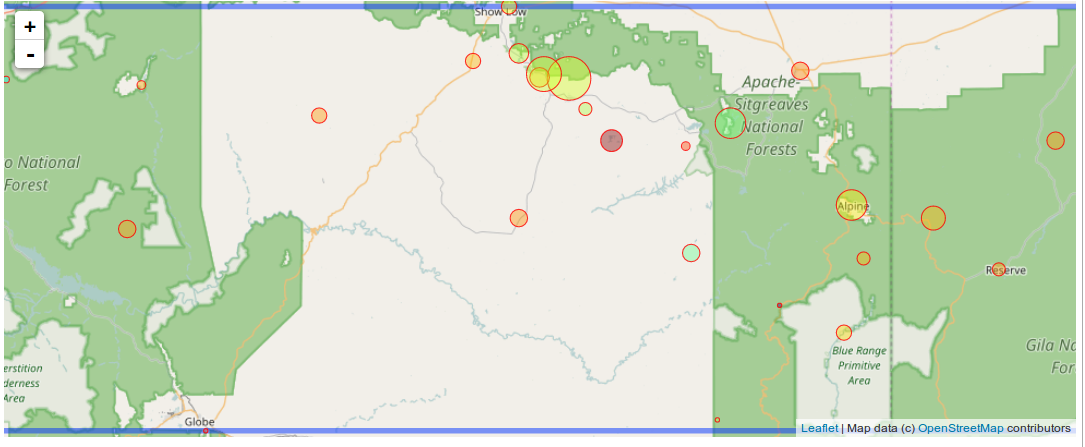 +
-
Show Low
Apache-
Sitgreaves
National
Forests
o National
Forest
Alpine
Reserve
Blue Range
Primitive
Area
Gila Na
For
erstition
derness
Area
Globe
Leaflet | Map data (c) OpenStreetMap contributors